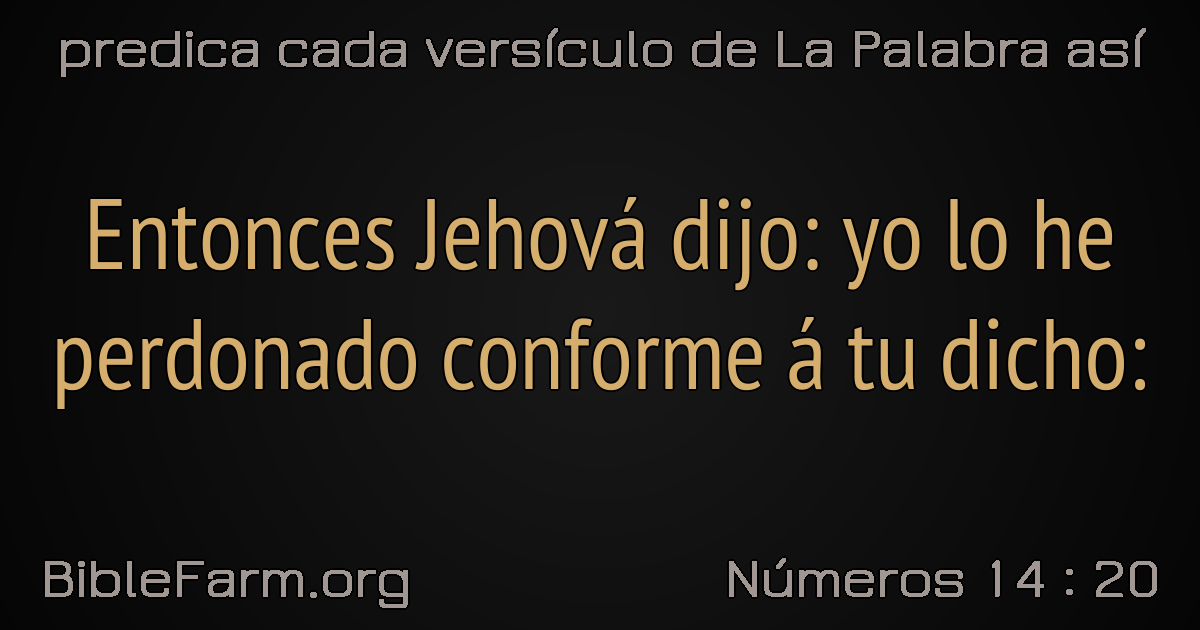 predica cada versículo de La Palabra así
Entonces Jehová dijo: yo lo he
perdonado conforme á tu dicho:
BibleFarm.org
Números 14 : 20